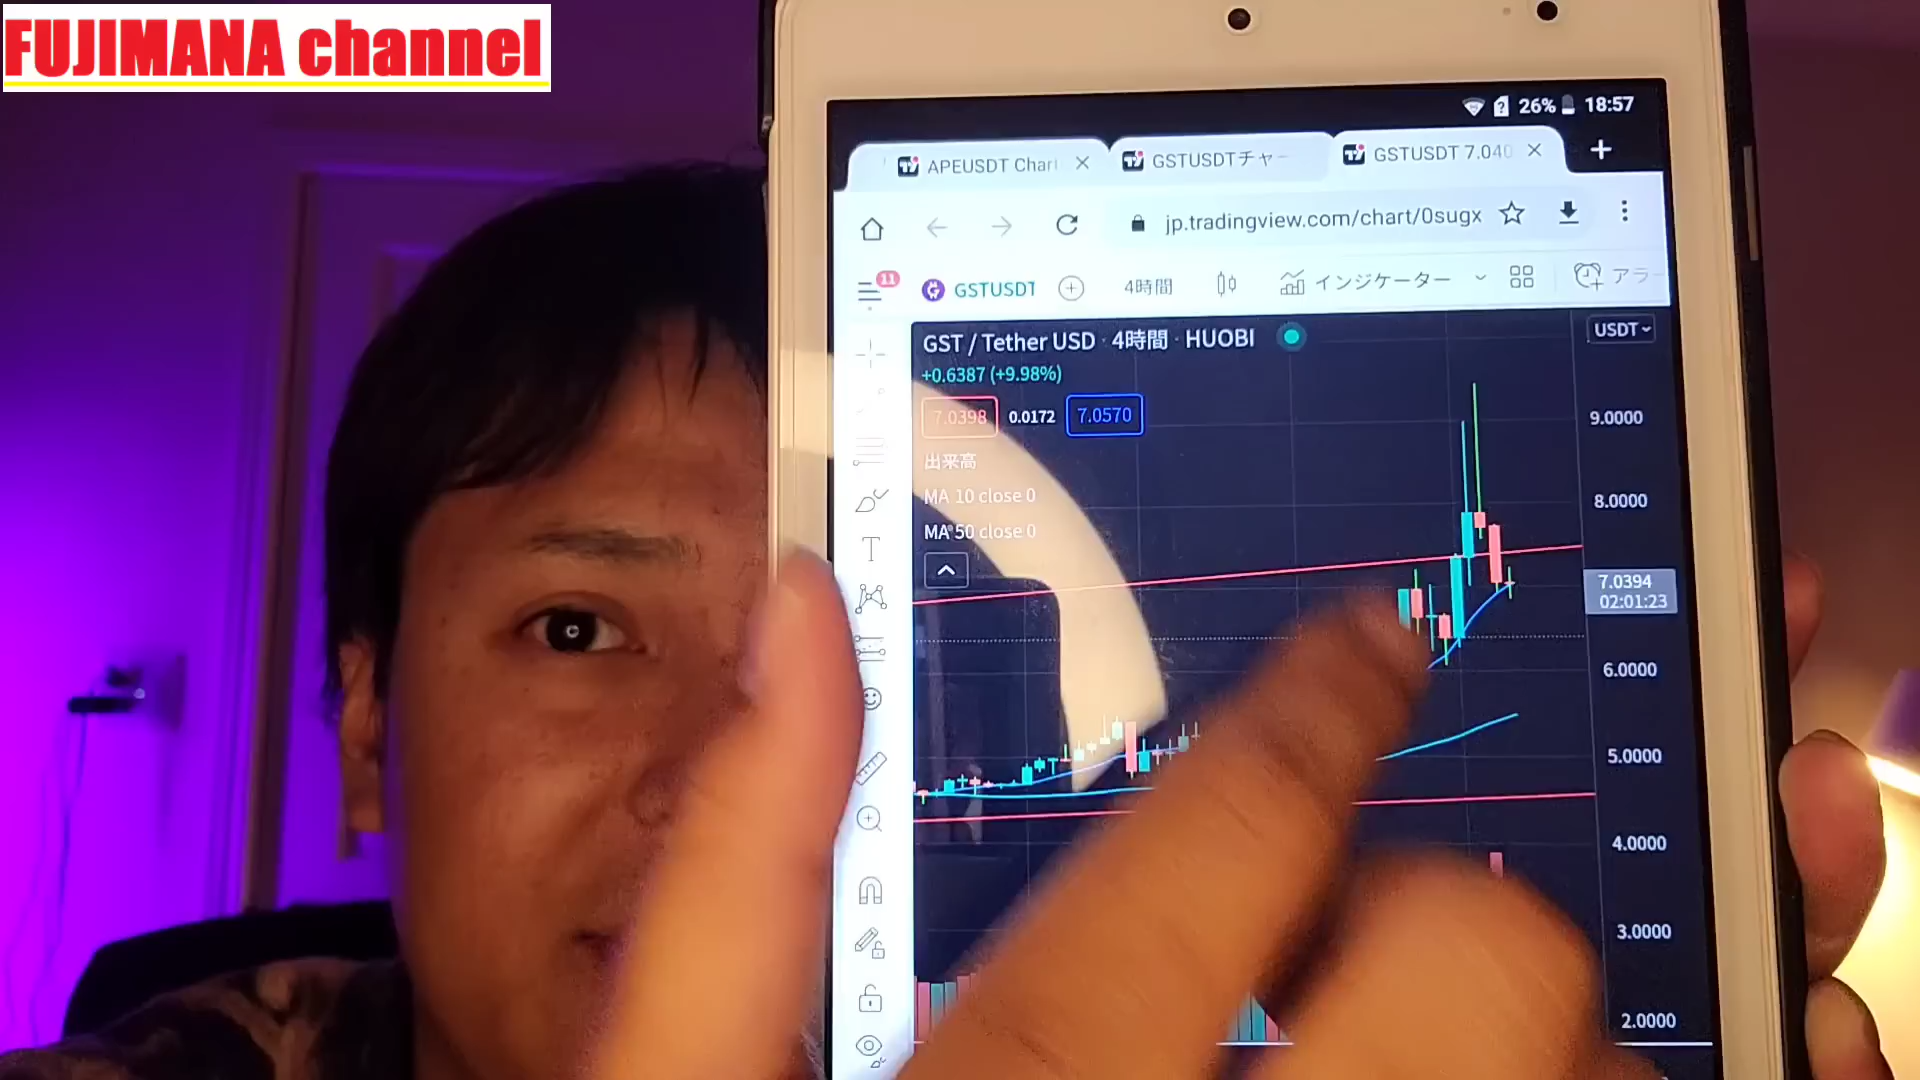 FUJIMANA channel
26% 18:57
APEUSDT Chart
GSTUSDTチャー
GSTUSDT 7.040
jp.tradingview.com/chart/0sugx
11
GSTUSDT
4時間
インジケーター
アラ
GST / Tether USD · 4時間 · HUOBI
USDT
+0.6387 (+9.98%)
7.0398 0.0172 7.0570
出来高
MA 10 close 0
MA 50 close 0
9.0000
8.0000
7.0394
02:01:23
6.0000
5.0000
4.0000
3.0000
2.0000